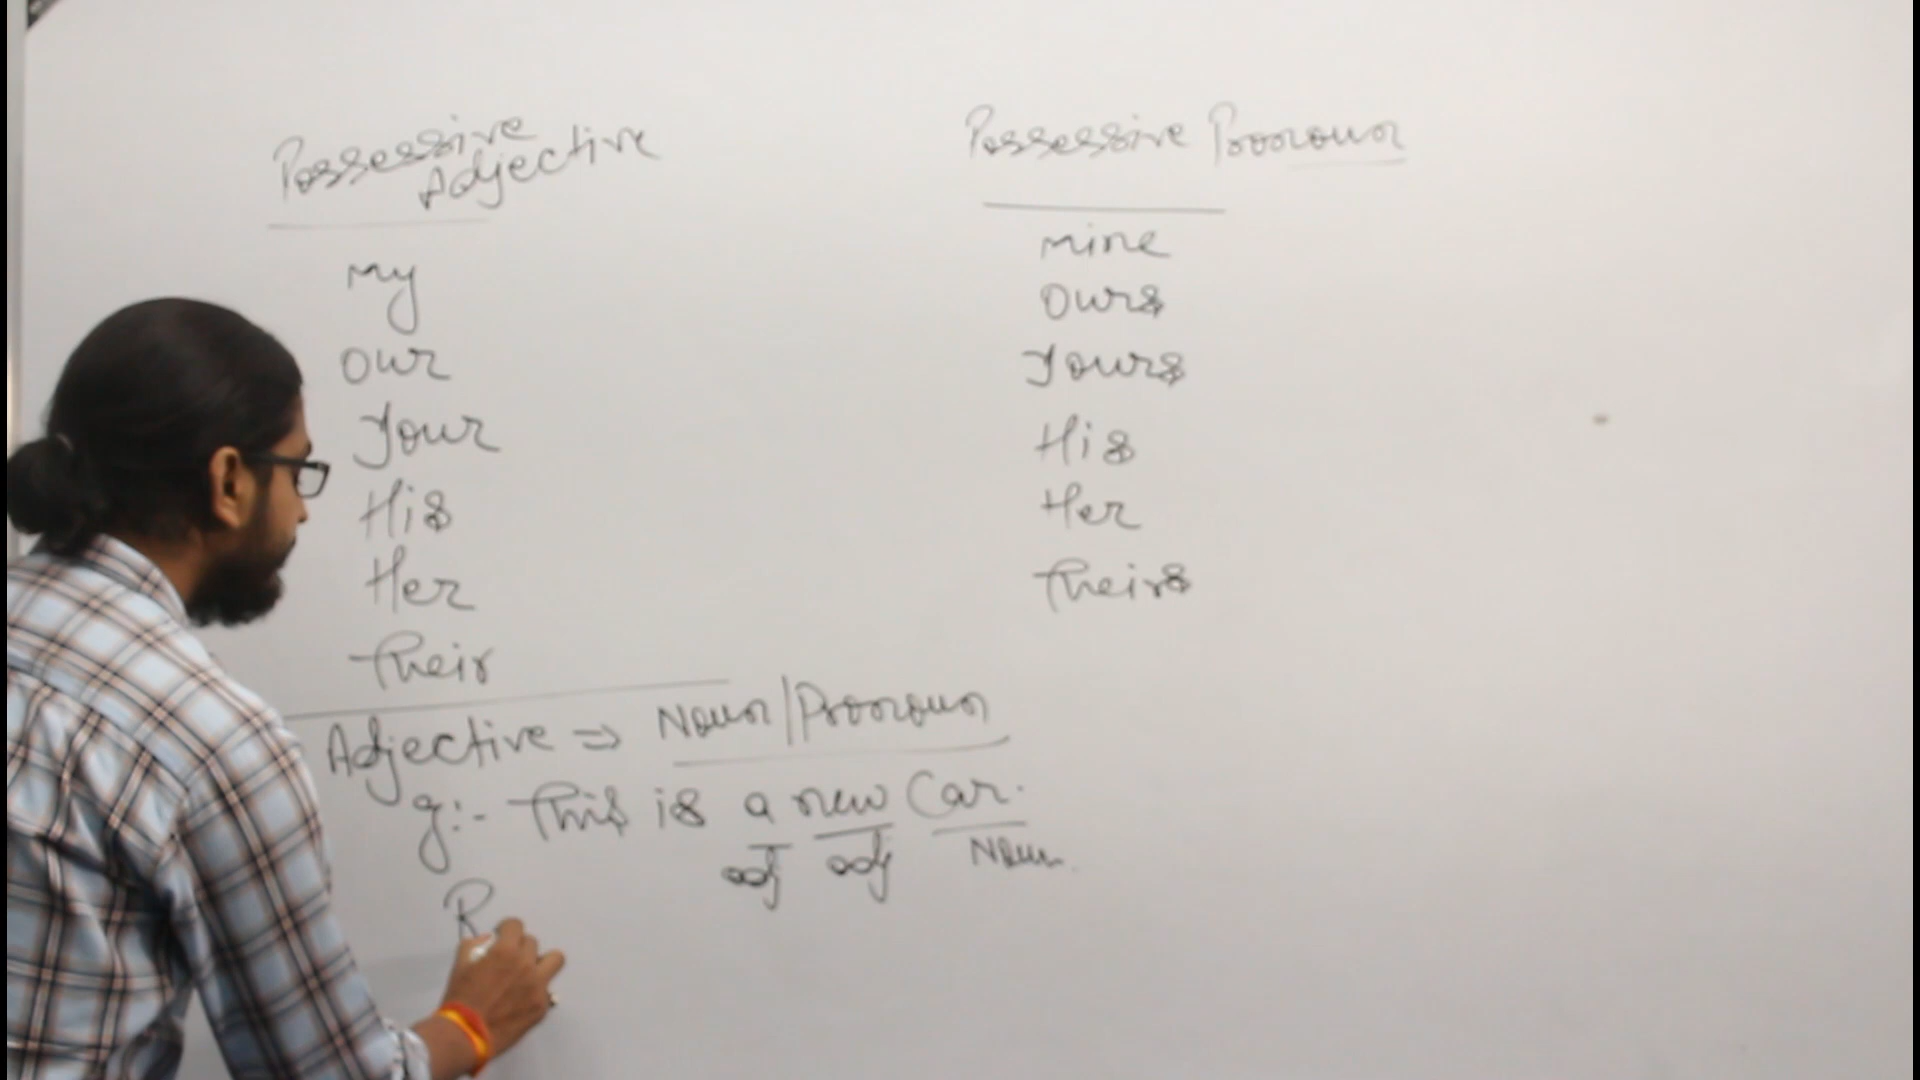 Possessive
Adjective
My
Our
Your
His
Her
Their
Possessive Pronoun
Mine
Ours
Yours
His
Her
Theirs
Adjective ⇒ Noun/Pronoun
g:- This is a new Car.
adj adj Noun.
R